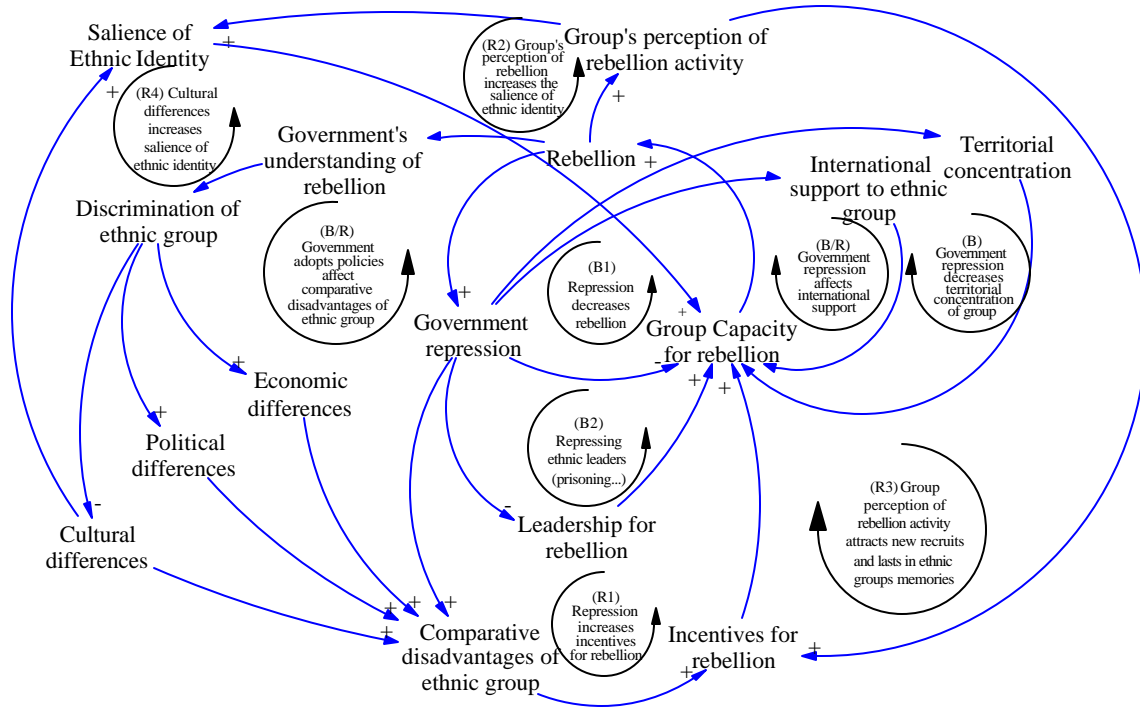 Salience of
Ethnic Identity
+
+
(R4) Cultural
differences
increases
salience of
ethnic identity
(R2) Group's
perception of
rebellion
increases the
salience of
ethnic identity
Group's perception of
rebellion activity
+
Government's
understanding of
rebellion
Rebellion
+
Territorial
concentration
International
support to ethnic
group
Discrimination of
ethnic group
(B/R)
Government
adopts policies
affect
comparative
disadvantages of
ethnic group
(B1)
Repression
decreases
rebellion
(B/R)
Government
repression
affects
international
support
(B)
Government
repression
decreases
territorial
concentration
of group
+
Government
repression
+
Group Capacity
for rebellion
-
+
+
+
Economic
differences
+
Political
differences
(B2)
Repressing
ethnic leaders
(prisoning...)
-
Cultural
differences
-
Leadership for
rebellion
(R3) Group
perception of
rebellion activity
attracts new recruits
and lasts in ethnic
groups memories
+
+
+
+
Comparative
disadvantages of
ethnic group
(R1)
Repression
increases
incentives
for rebellion
+
Incentives for
rebellion
+